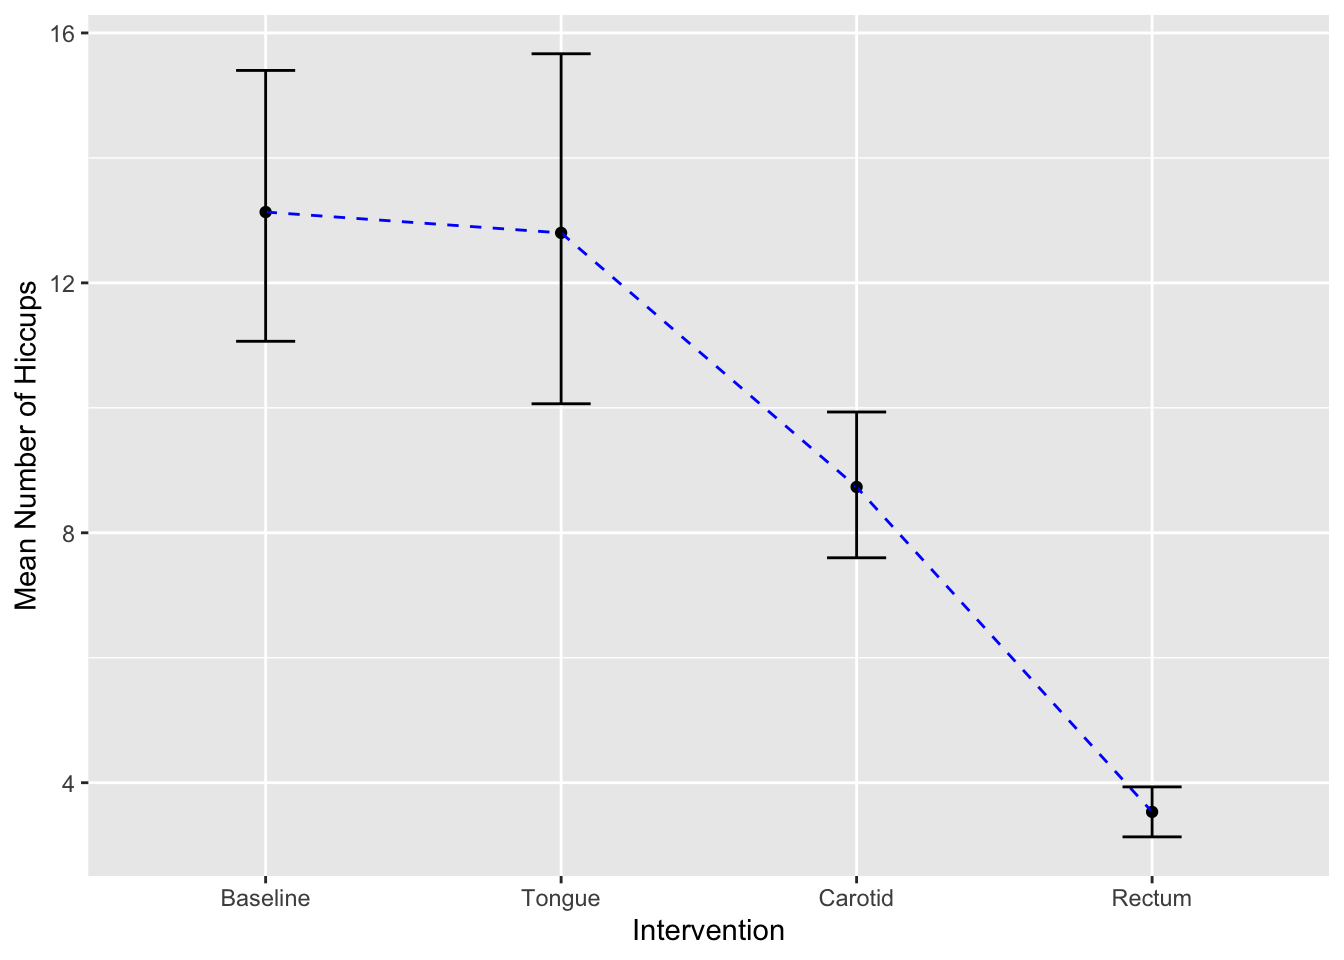 Mean Number of Hiccups
16
12
8
4
Baseline
Tongue
Carotid
Rectum
Intervention